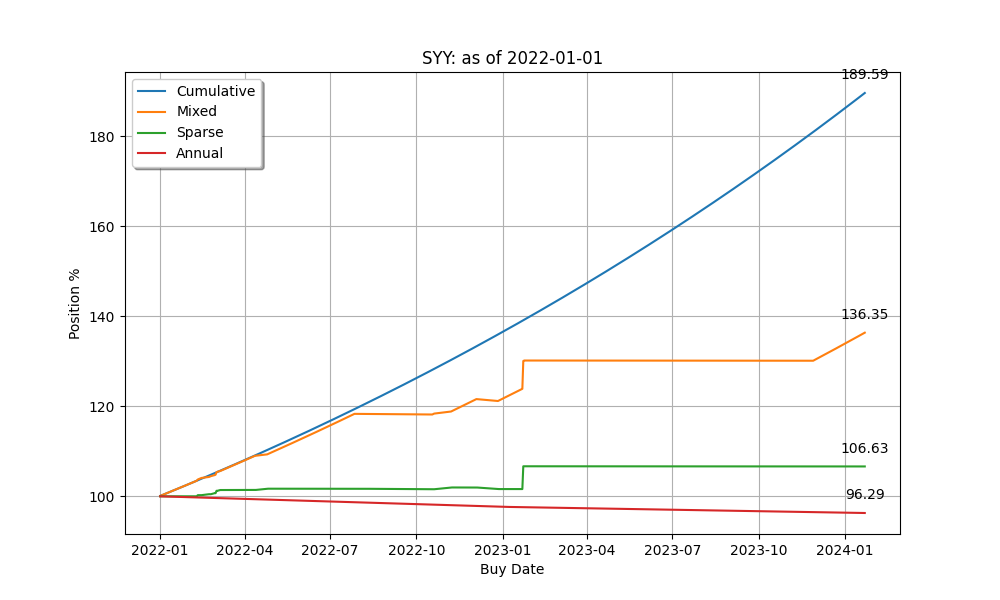 SYY: as of 2022-01-01
Cumulative
Mixed
Sparse
Annual
189.59
136.35
106.63
96.29
180
160
140
120
100
Position %
2022-01 2022-04 2022-07 2022-10 2023-01 2023-04 2023-07 2023-10 2024-01
Buy Date